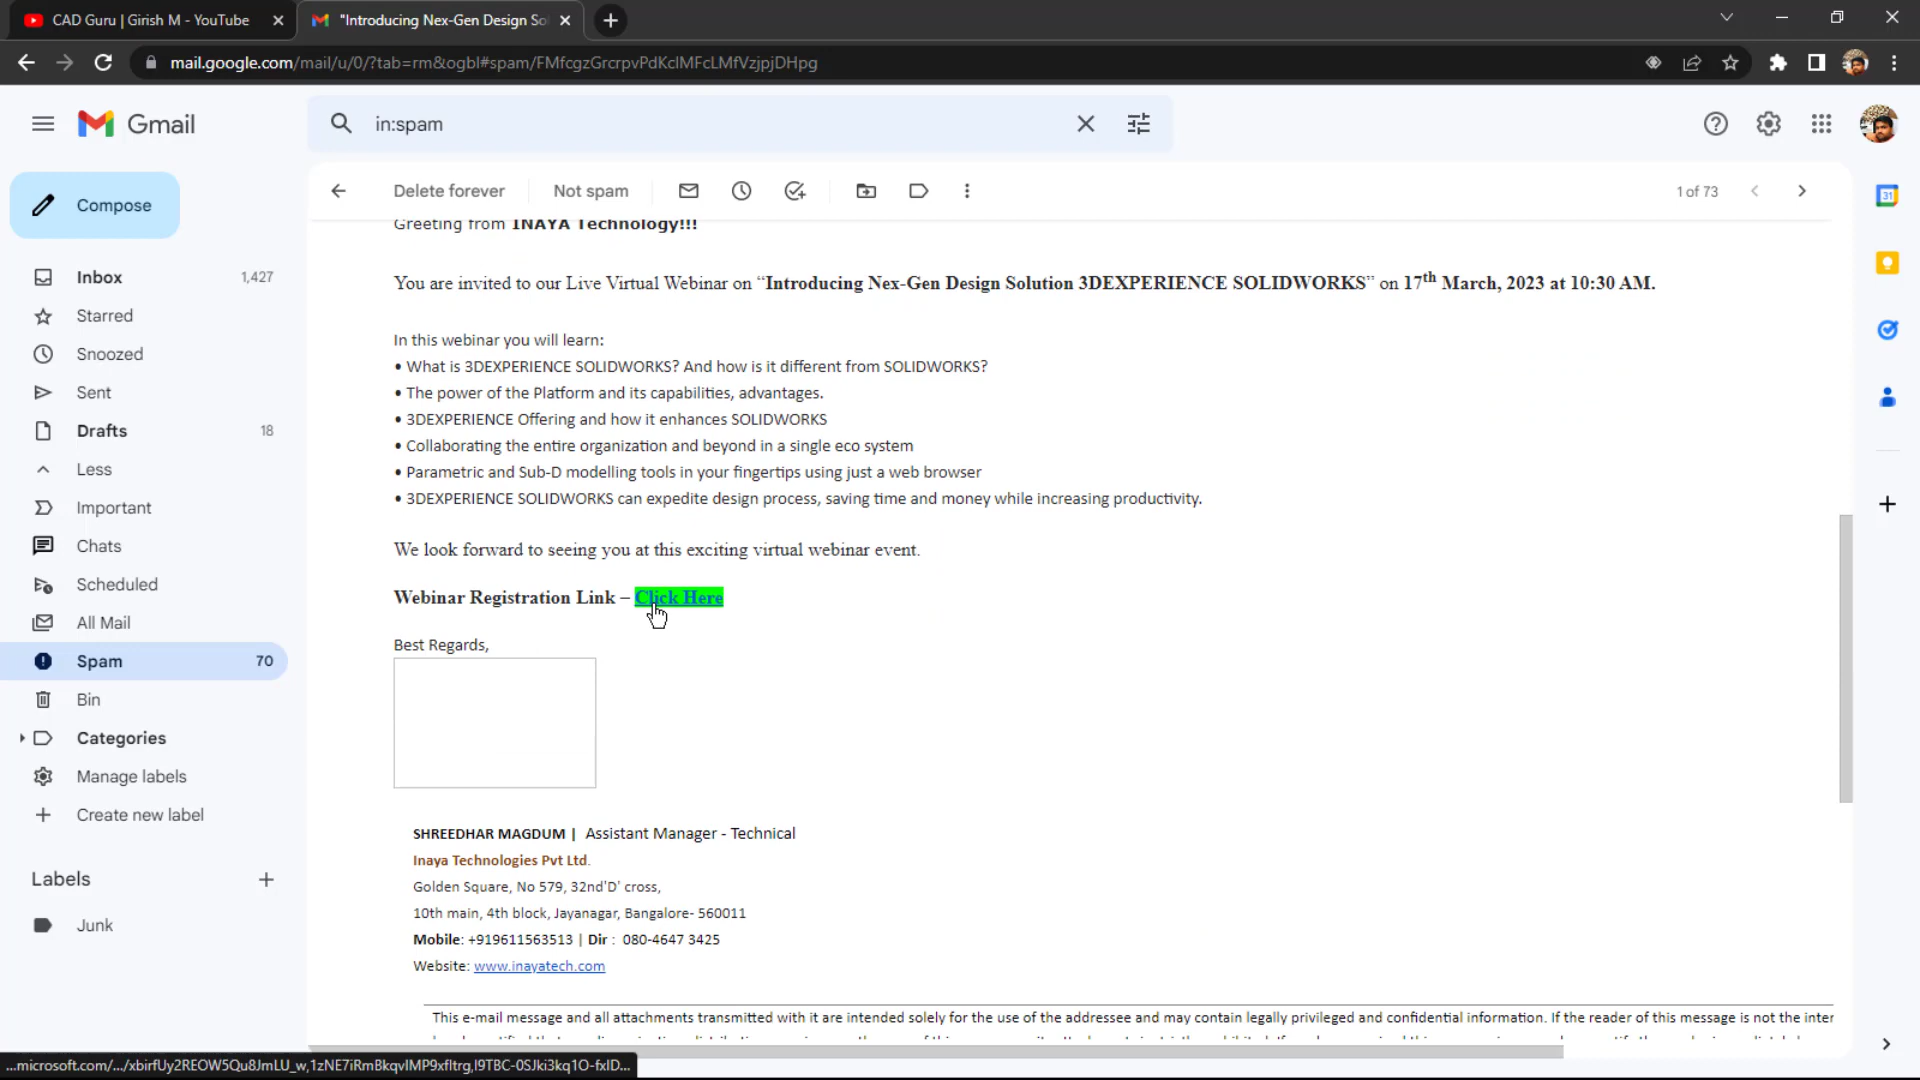 CAD Guru | Girish M - YouTube
"Introducing Nex-Gen Design So
mail.google.com/mail/u/0/?tab=rm&ogbl#spam/FMfcgzGrcrpvPdKclMFcLMfVzjpjDHpg
Gmail
in:spam
Compose
Delete forever
Not spam
1 of 73
Inbox 1,427
Starred
Snoozed
Sent
Drafts 18
Less
Important
Chats
Scheduled
All Mail
Spam 70
Bin
Categories
Manage labels
Create new label
Labels
Junk
31
Greeting from INAYA Technology!!!
You are invited to our Live Virtual Webinar on “Introducing Nex-Gen Design Solution 3DEXPERIENCE SOLIDWORKS” on 17th March, 2023 at 10:30 AM.
In this webinar you will learn:
• What is 3DEXPERIENCE SOLIDWORKS? And how is it different from SOLIDWORKS?
• The power of the Platform and its capabilities, advantages.
• 3DEXPERIENCE Offering and how it enhances SOLIDWORKS
• Collaborating the entire organization and beyond in a single eco system
• Parametric and Sub-D modelling tools in your fingertips using just a web browser
• 3DEXPERIENCE SOLIDWORKS can expedite design process, saving time and money while increasing productivity.
We look forward to seeing you at this exciting virtual webinar event.
Webinar Registration Link – Click Here
Best Regards,
SHREEDHAR MAGDUM | Assistant Manager - Technical
Inaya Technologies Pvt Ltd.
Golden Square, No 579, 32nd'D' cross,
10th main, 4th block, Jayanagar, Bangalore- 560011
Mobile: +919611563513 | Dir : 080-4647 3425
Website: www.inayatech.com
This e-mail message and all attachments transmitted with it are intended solely for the use of the addressee and may contain legally privileged and confidential information. If the reader of this message is not the inter
...microsoft.com/.../xbirfUy2REOW5Qu8JmLU_w,1zNE7iRmBkqvlMP9xfltrg,l9TBC-0SJki3kq1O-fxlD...